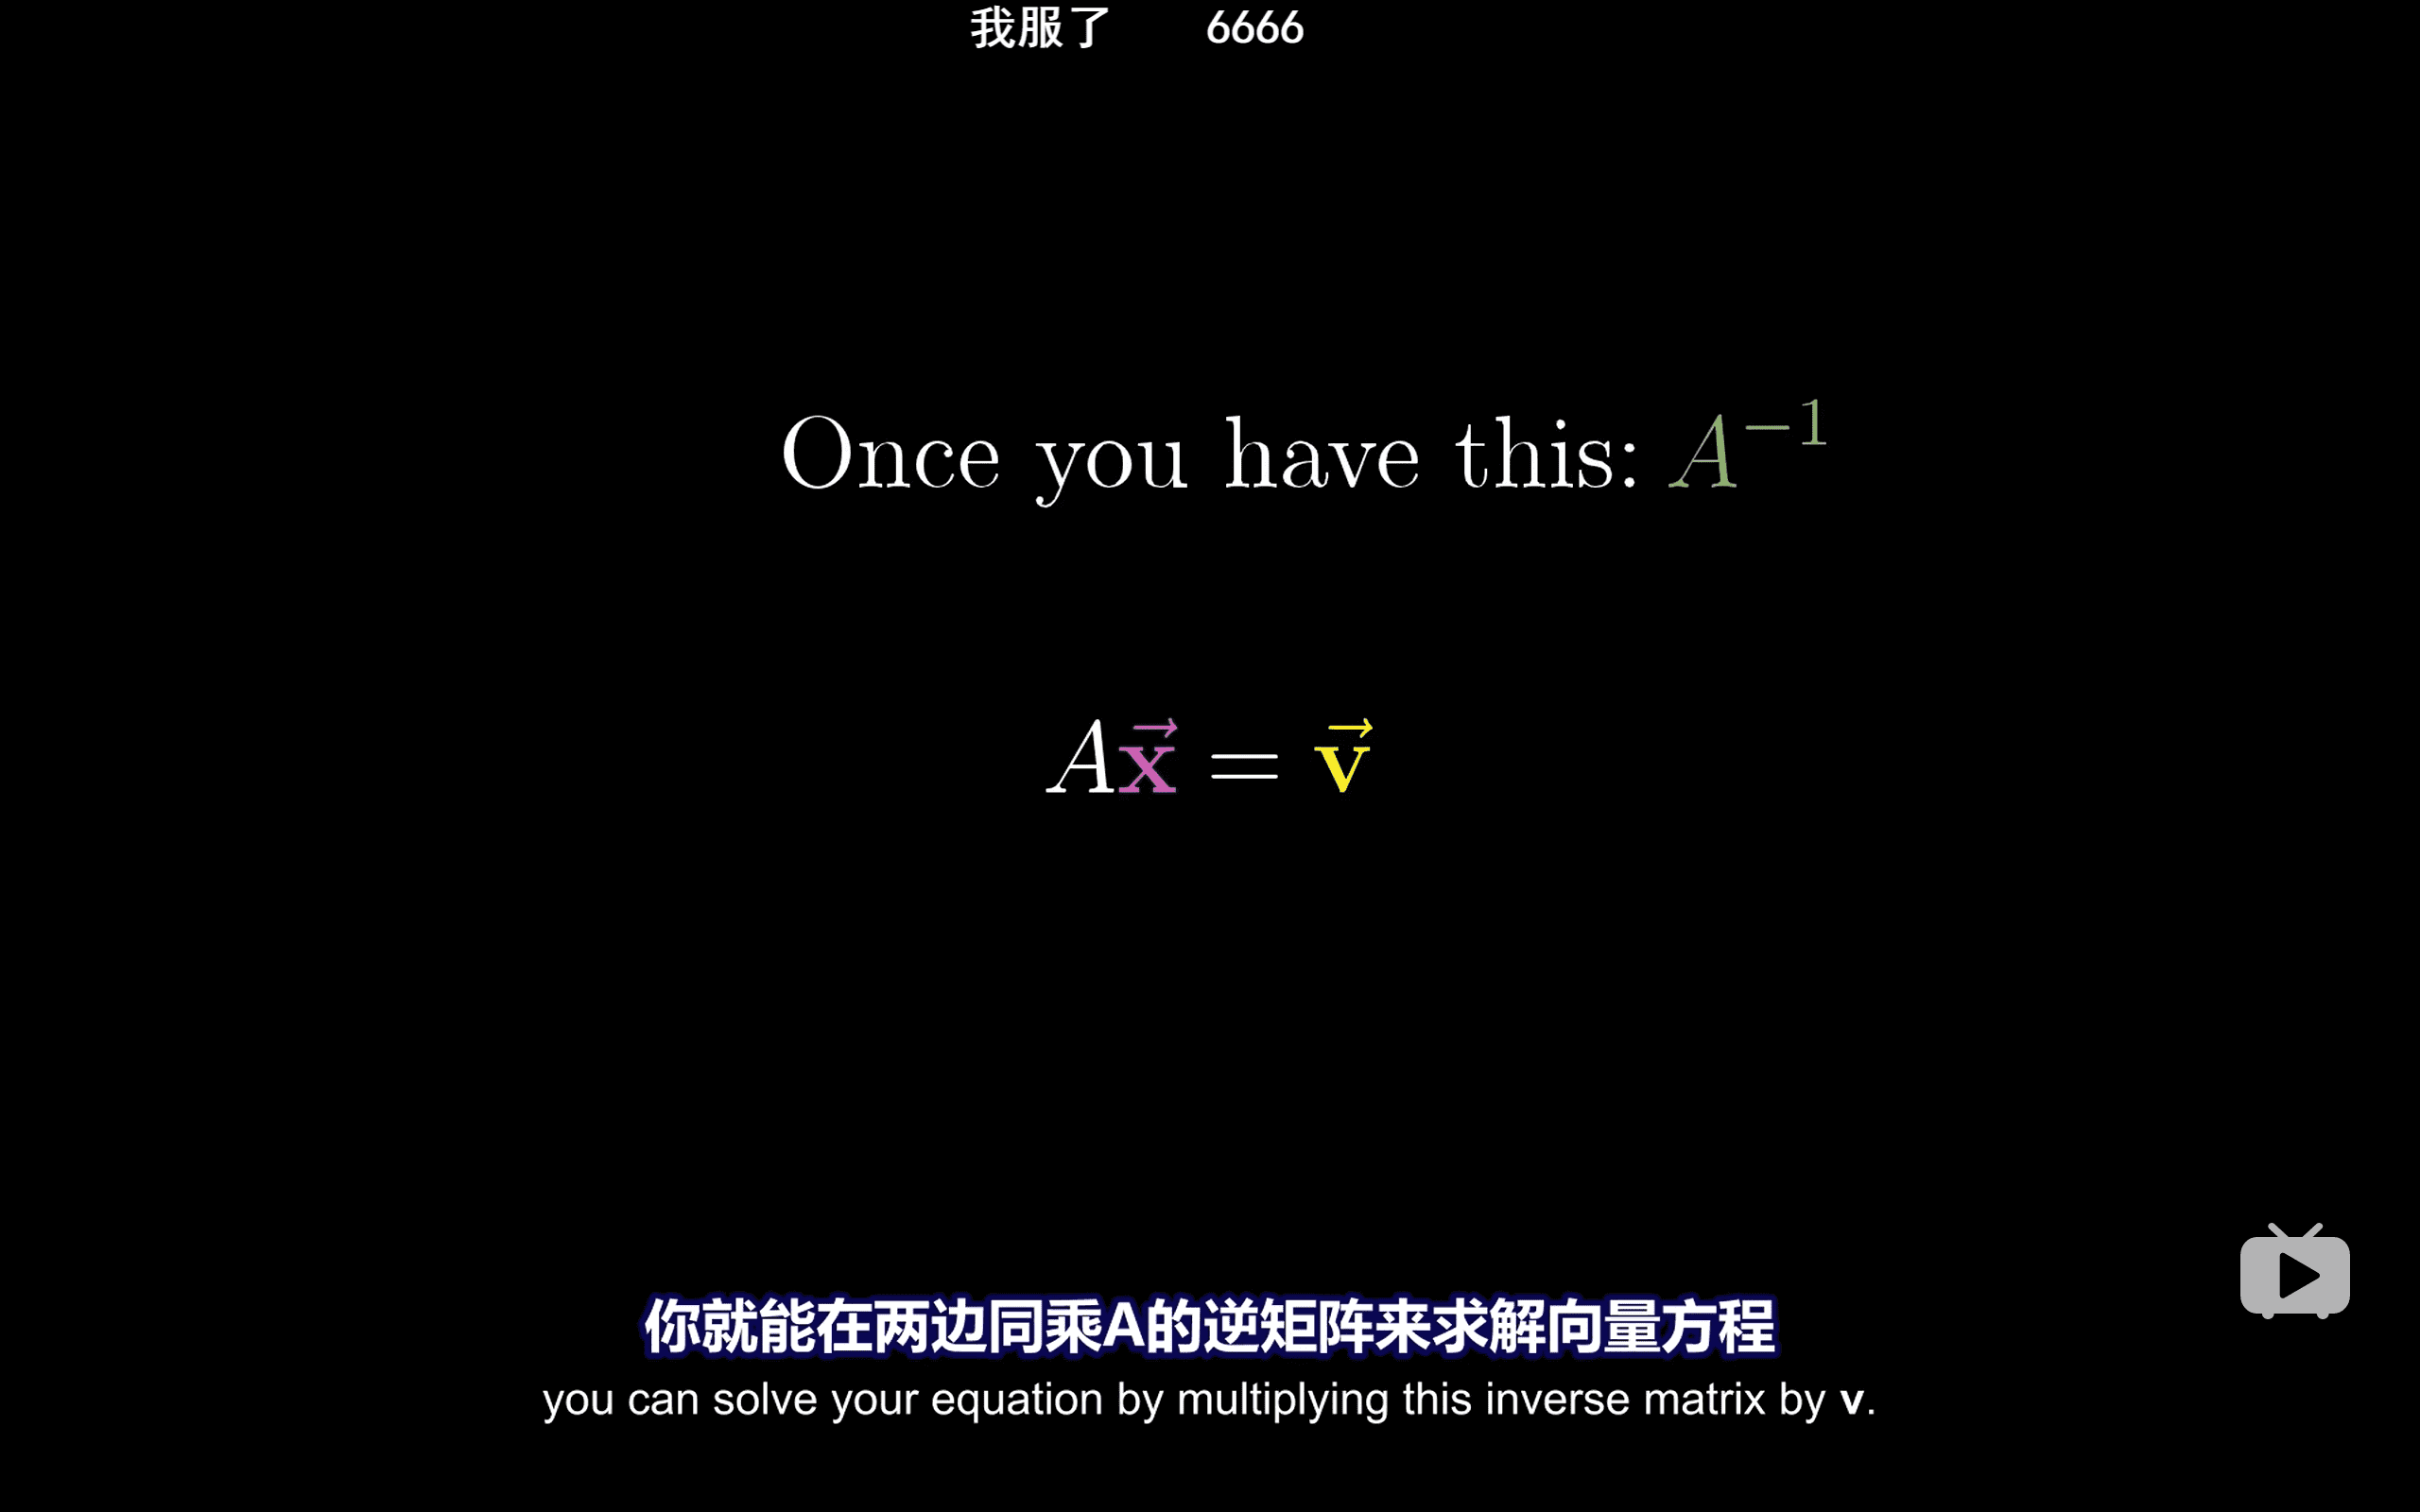 我服了 6666
Once you have this: A⁻¹
Ax⃗ = v⃗
你就能在两边同乘A的逆矩阵来求解向量方程
you can solve your equation by multiplying this inverse matrix by v.